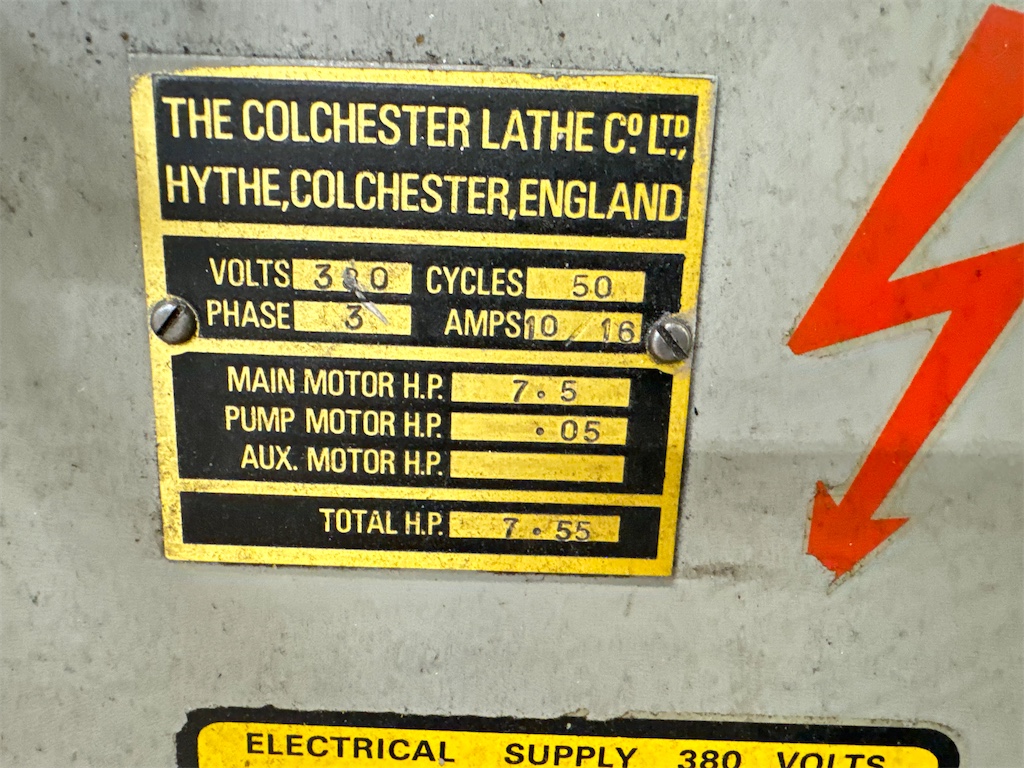 THE COLCHESTER LATHE Co. LTD.,
HYTHE, COLCHESTER, ENGLAND
VOLTS 380 CYCLES 50
PHASE 3 AMPS 10 / 16
MAIN MOTOR H.P. 7.5
PUMP MOTOR H.P. .05
AUX. MOTOR H.P.
TOTAL H.P. 7.55
ELECTRICAL SUPPLY 380 VOLTS